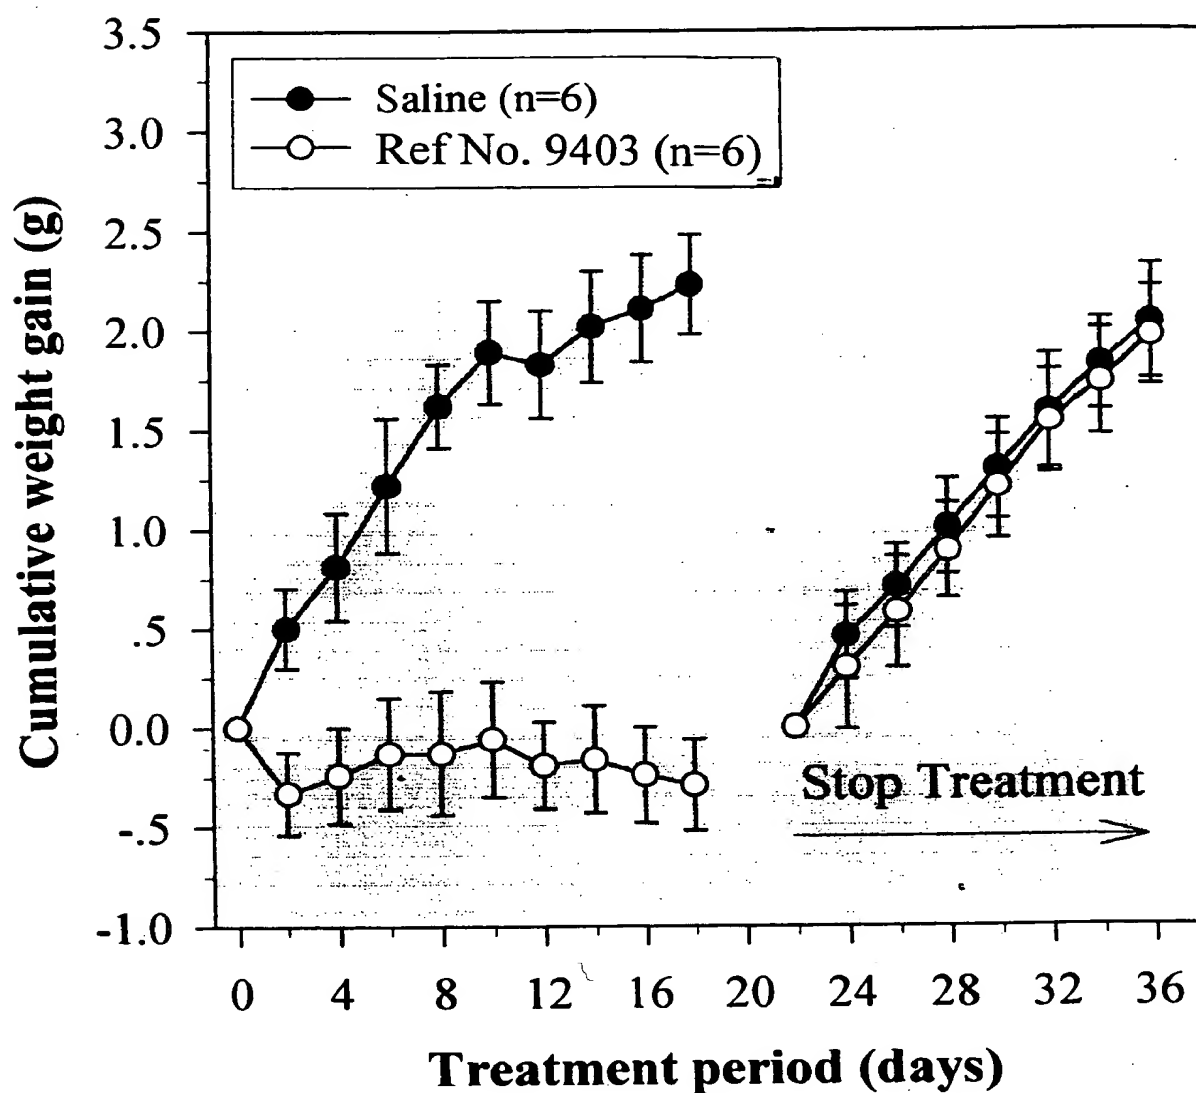 3.5
3.0
2.5
2.0
1.5
1.0
.5
0.0
-.5
-1.0
Cumulative weight gain (g)
Saline (n=6)
Ref No. 9403 (n=6)
Stop Treatment
0 4 8 12 16 20 24 28 32 36
Treatment period (days)